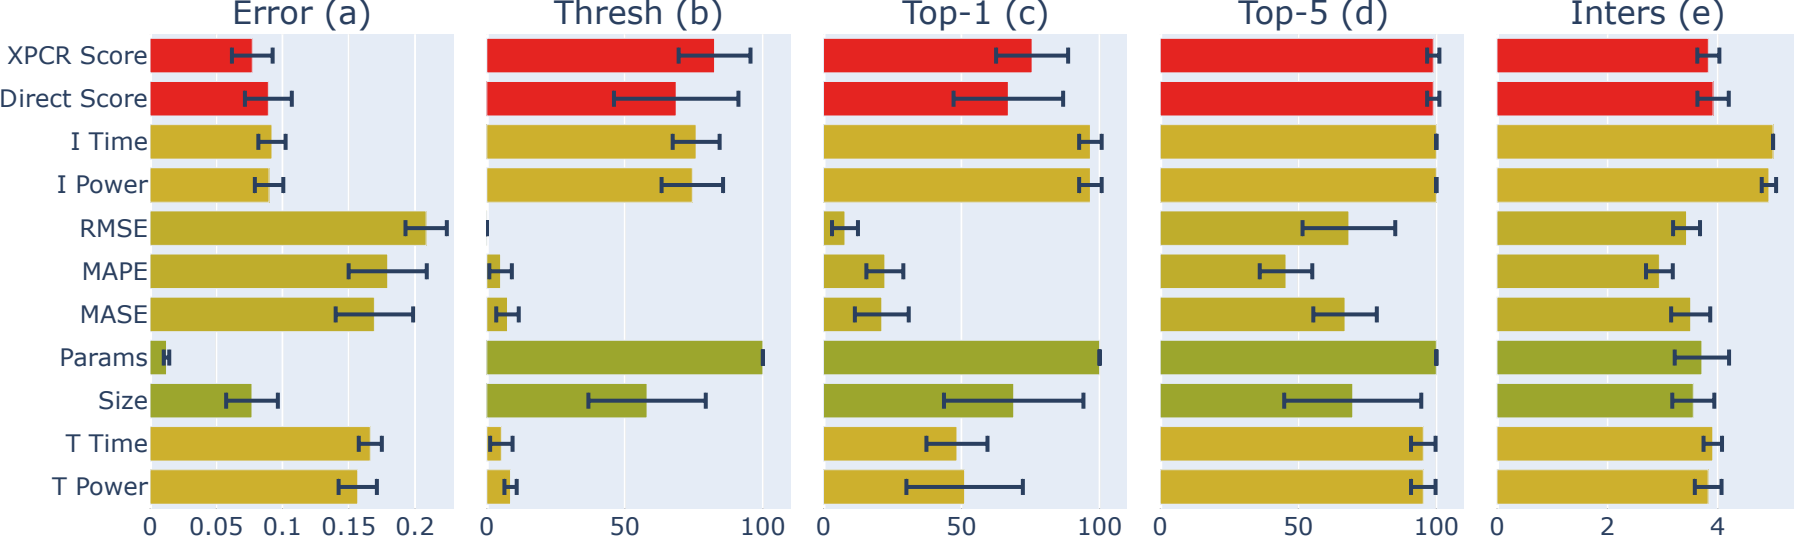 Error (a) Thresh (b) Top-1 (c) Top-5 (d) Inters (e)
XPCR Score
Direct Score
I Time
I Power
RMSE
MAPE
MASE
Params
Size
T Time
T Power
0 0.05 0.1 0.15 0.2 0 50 100 0 50 100 0 50 100 0 2 4